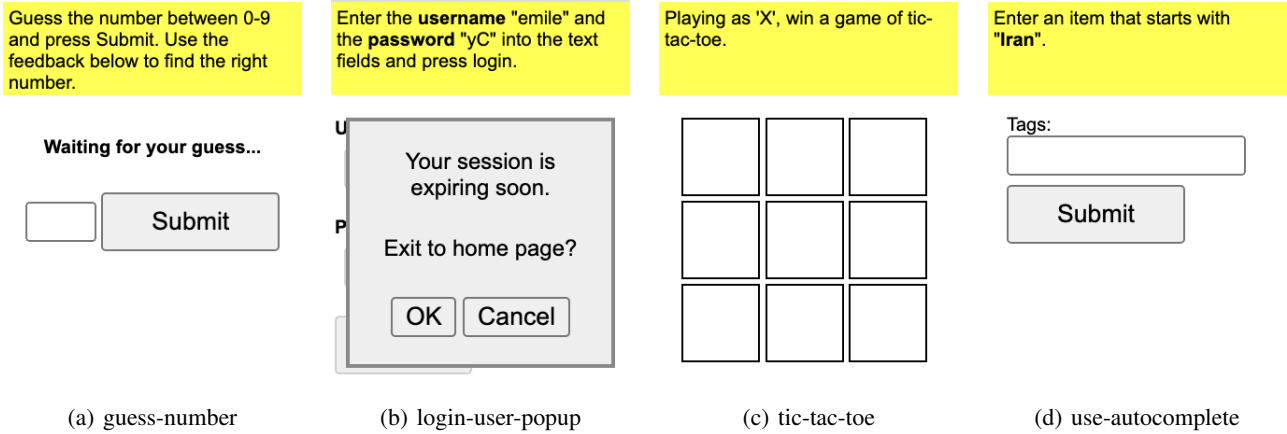 Guess the number between 0-9
and press Submit. Use the
feedback below to find the right
number.
Waiting for your guess...
Submit
(a) guess-number
Enter the username "emile" and
the password "yC" into the text
fields and press login.
U
P
Your session is
expiring soon.
Exit to home page?
OK Cancel
(b) login-user-popup
Playing as 'X', win a game of tic-
tac-toe.
(c) tic-tac-toe
Enter an item that starts with
"Iran".
Tags:
Submit
(d) use-autocomplete